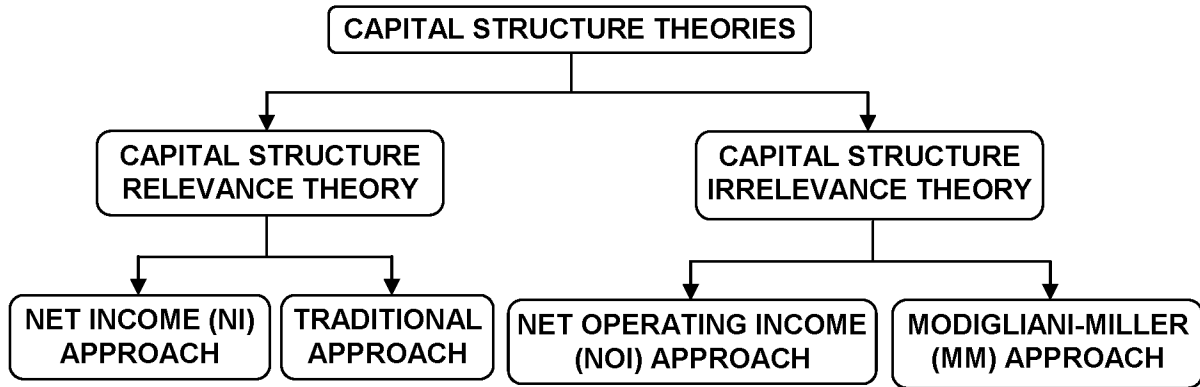 CAPITAL STRUCTURE THEORIES
CAPITAL STRUCTURE
RELEVANCE THEORY
CAPITAL STRUCTURE
IRRELEVANCE THEORY
NET INCOME (NI)
APPROACH
TRADITIONAL
APPROACH
NET OPERATING INCOME
(NOI) APPROACH
MODIGLIANI-MILLER
(MM) APPROACH